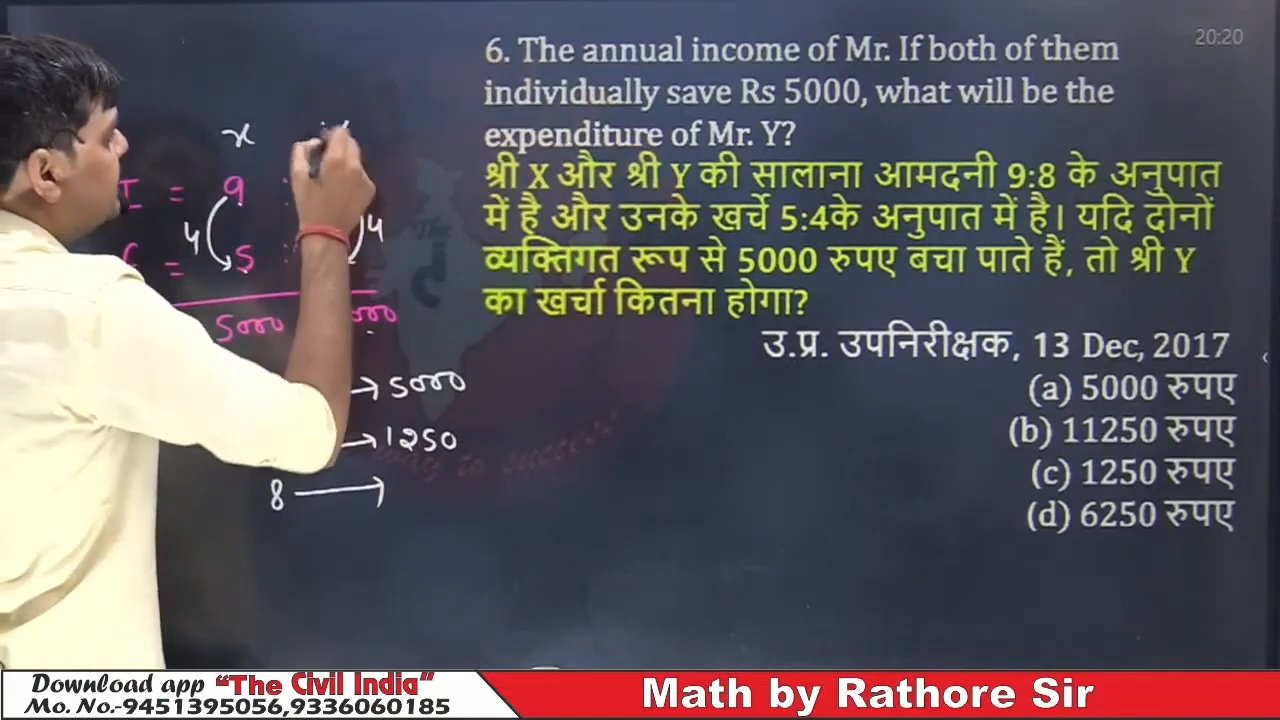 20:20
6. The annual income of Mr. If both of them
individually save Rs 5000, what will be the
expenditure of Mr. Y?
श्री X और श्री Y की सालाना आमदनी 9:8 के अनुपात
में है और उनके खर्चे 5:4के अनुपात में है। यदि दोनों
व्यक्तिगत रूप से 5000 रुपए बचा पाते हैं, तो श्री Y
का खर्चा कितना होगा?
उ.प्र. उपनिरीक्षक, 13 Dec, 2017
(a) 5000 रुपए
(b) 11250 रुपए
(c) 1250 रुपए
(d) 6250 रुपए
x
I = 9 :
4 4
= 5 :
5000 000
→ 5000
→ 1250
8 →
to success
Download app "The Civil India"
Mo. No.-9451395056,9336060185
Math by Rathore Sir